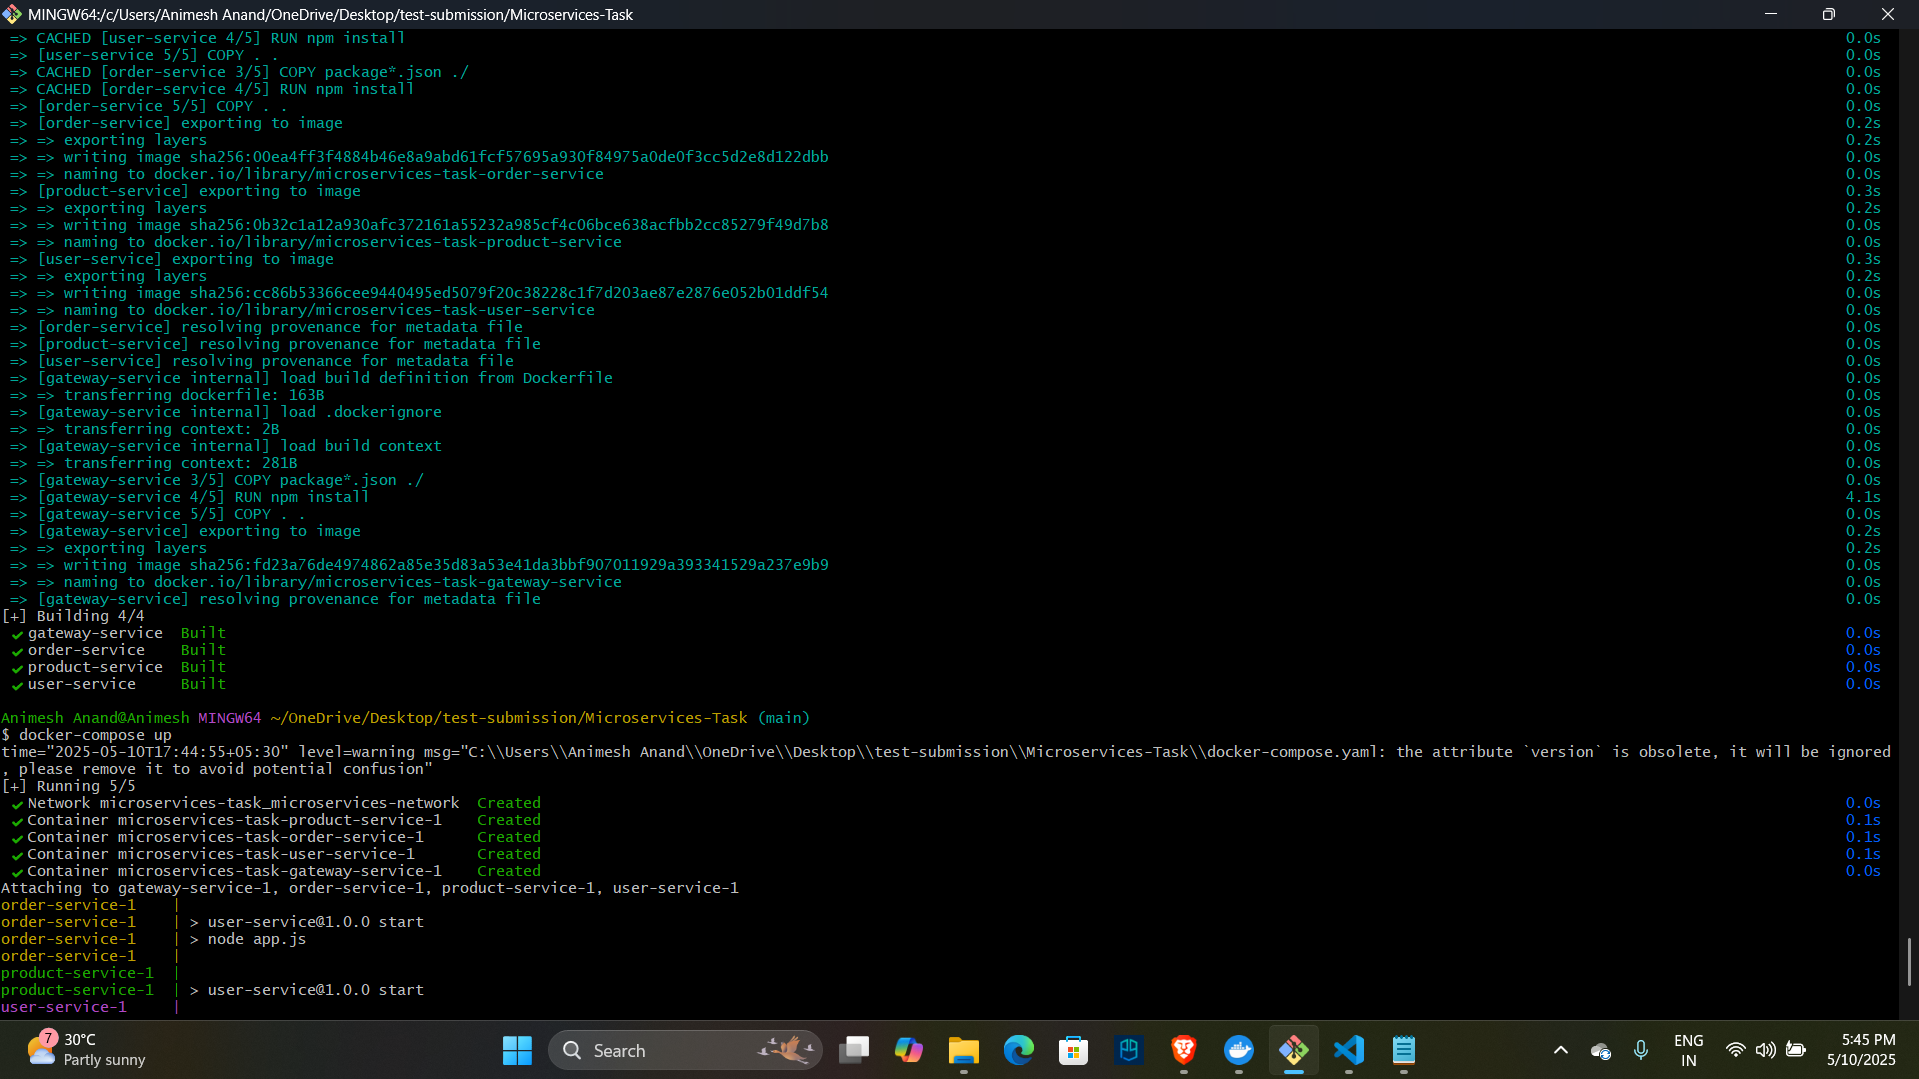 MINGW64:/c/Users/Animesh Anand/OneDrive/Desktop/test-submission/Microservices-Task
=> CACHED [user-service 4/5] RUN npm install 0.0s
=> [user-service 5/5] COPY . . 0.0s
=> CACHED [order-service 3/5] COPY package*.json ./ 0.0s
=> CACHED [order-service 4/5] RUN npm install 0.0s
=> [order-service 5/5] COPY . . 0.0s
=> [order-service] exporting to image 0.2s
=> => exporting layers 0.2s
=> => writing image sha256:00ea4ff3f4884b46e8a9abd61fcf57695a930f84975a0de0f3cc5d2e8d122dbb 0.0s
=> => naming to docker.io/library/microservices-task-order-service 0.0s
=> [product-service] exporting to image 0.3s
=> => exporting layers 0.2s
=> => writing image sha256:0b32c1a12a930afc372161a55232a985cf4c06bce638acfbb2cc85279f49d7b8 0.0s
=> => naming to docker.io/library/microservices-task-product-service 0.0s
=> [user-service] exporting to image 0.3s
=> => exporting layers 0.2s
=> => writing image sha256:cc86b53366cee9440495ed5079f20c38228c1f7d203ae87e2876e052b01ddf54 0.0s
=> => naming to docker.io/library/microservices-task-user-service 0.0s
=> [order-service] resolving provenance for metadata file 0.0s
=> [product-service] resolving provenance for metadata file 0.0s
=> [user-service] resolving provenance for metadata file 0.0s
=> [gateway-service internal] load build definition from Dockerfile 0.0s
=> => transferring dockerfile: 163B 0.0s
=> [gateway-service internal] load .dockerignore 0.0s
=> => transferring context: 2B 0.0s
=> [gateway-service internal] load build context 0.0s
=> => transferring context: 281B 0.0s
=> [gateway-service 3/5] COPY package*.json ./ 0.0s
=> [gateway-service 4/5] RUN npm install 4.1s
=> [gateway-service 5/5] COPY . . 0.0s
=> [gateway-service] exporting to image 0.2s
=> => exporting layers 0.2s
=> => writing image sha256:fd23a76de4974862a85e35d83a53e41da3bbf907011929a393341529a237e9b9 0.0s
=> => naming to docker.io/library/microservices-task-gateway-service 0.0s
=> [gateway-service] resolving provenance for metadata file 0.0s
[+] Building 4/4
✔ gateway-service Built 0.0s
✔ order-service Built 0.0s
✔ product-service Built 0.0s
✔ user-service Built 0.0s
Animesh Anand@Animesh MINGW64 ~/OneDrive/Desktop/test-submission/Microservices-Task (main)
$ docker-compose up
time="2025-05-10T17:44:55+05:30" level=warning msg="C:\\Users\\Animesh Anand\\OneDrive\\Desktop\\test-submission\\Microservices-Task\\docker-compose.yaml: the attribute `version` is obsolete, it will be ignored
, please remove it to avoid potential confusion"
[+] Running 5/5
✔ Network microservices-task_microservices-network Created 0.0s
✔ Container microservices-task-product-service-1 Created 0.1s
✔ Container microservices-task-order-service-1 Created 0.1s
✔ Container microservices-task-user-service-1 Created 0.1s
✔ Container microservices-task-gateway-service-1 Created 0.0s
Attaching to gateway-service-1, order-service-1, product-service-1, user-service-1
order-service-1 |
order-service-1 | > user-service@1.0.0 start
order-service-1 | > node app.js
order-service-1 |
product-service-1 |
product-service-1 | > user-service@1.0.0 start
user-service-1 |
7
30°C
Partly sunny
Search
ENG
IN
5:45 PM
5/10/2025